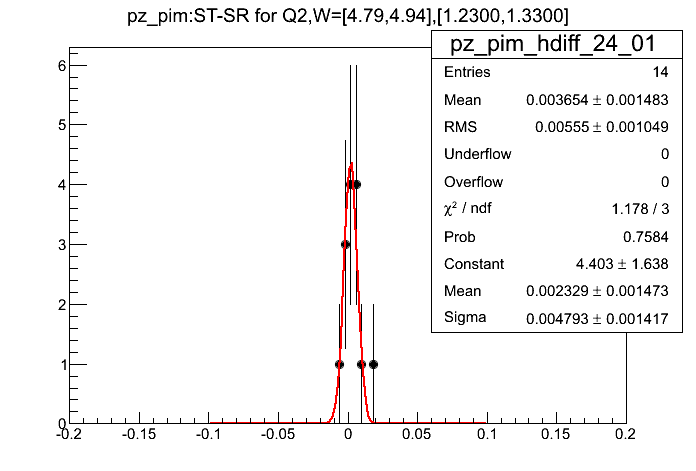 pz_pim:ST-SR for Q2,W=[4.79,4.94],[1.2300,1.3300]
pz_pim_hdiff_24_01
Entries 14
Mean 0.003654 ± 0.001483
RMS 0.00555 ± 0.001049
Underflow 0
Overflow 0
χ² / ndf 1.178 / 3
Prob 0.7584
Constant 4.403 ± 1.638
Mean 0.002329 ± 0.001473
Sigma 0.004793 ± 0.001417
6
5
4
3
2
1
0
-0.2 -0.15 -0.1 -0.05 0 0.05 0.1 0.15 0.2